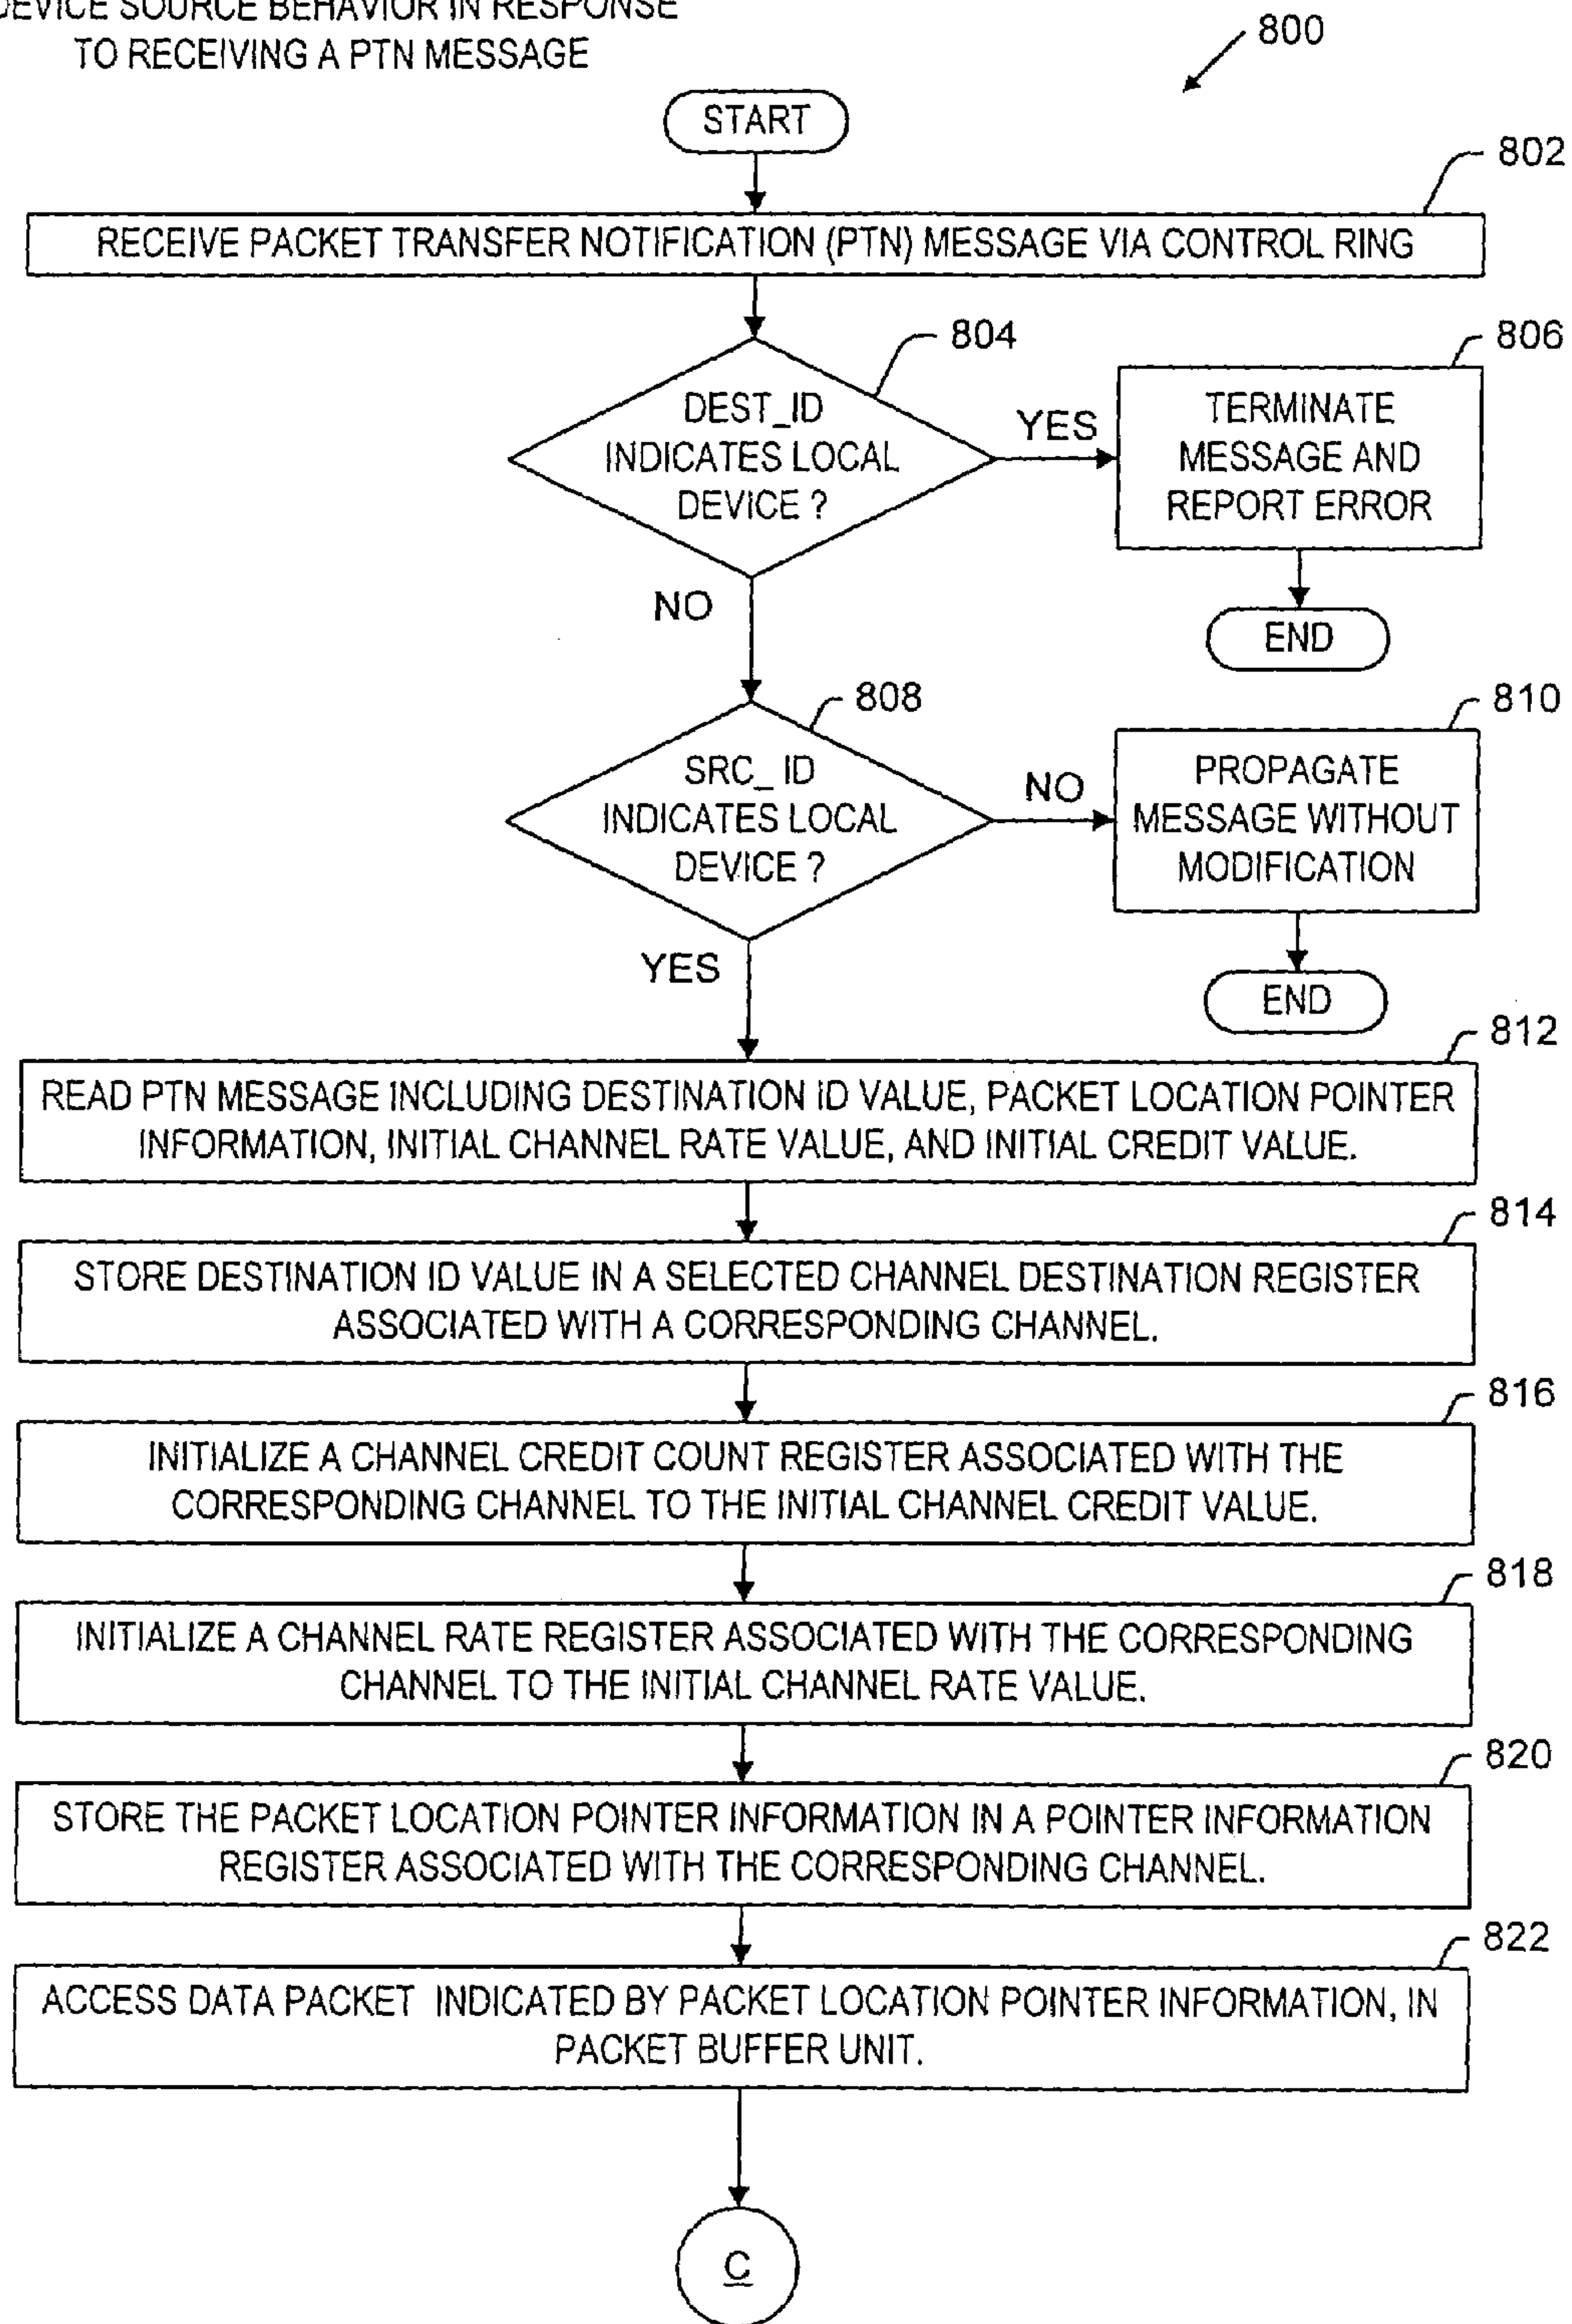 DEVICE SOURCE BEHAVIOR IN RESPONSE
TO RECEIVING A PTN MESSAGE
800
START
802
RECEIVE PACKET TRANSFER NOTIFICATION (PTN) MESSAGE VIA CONTROL RING
804
DEST_ID
INDICATES LOCAL
DEVICE ?
YES
806
TERMINATE
MESSAGE AND
REPORT ERROR
END
NO
808
SRC_ ID
INDICATES LOCAL
DEVICE ?
NO
810
PROPAGATE
MESSAGE WITHOUT
MODIFICATION
END
YES
812
READ PTN MESSAGE INCLUDING DESTINATION ID VALUE, PACKET LOCATION POINTER
INFORMATION, INITIAL CHANNEL RATE VALUE, AND INITIAL CREDIT VALUE.
814
STORE DESTINATION ID VALUE IN A SELECTED CHANNEL DESTINATION REGISTER
ASSOCIATED WITH A CORRESPONDING CHANNEL.
816
INITIALIZE A CHANNEL CREDIT COUNT REGISTER ASSOCIATED WITH THE
CORRESPONDING CHANNEL TO THE INITIAL CHANNEL CREDIT VALUE.
818
INITIALIZE A CHANNEL RATE REGISTER ASSOCIATED WITH THE CORRESPONDING
CHANNEL TO THE INITIAL CHANNEL RATE VALUE.
820
STORE THE PACKET LOCATION POINTER INFORMATION IN A POINTER INFORMATION
REGISTER ASSOCIATED WITH THE CORRESPONDING CHANNEL.
822
ACCESS DATA PACKET INDICATED BY PACKET LOCATION POINTER INFORMATION, IN
PACKET BUFFER UNIT.
C